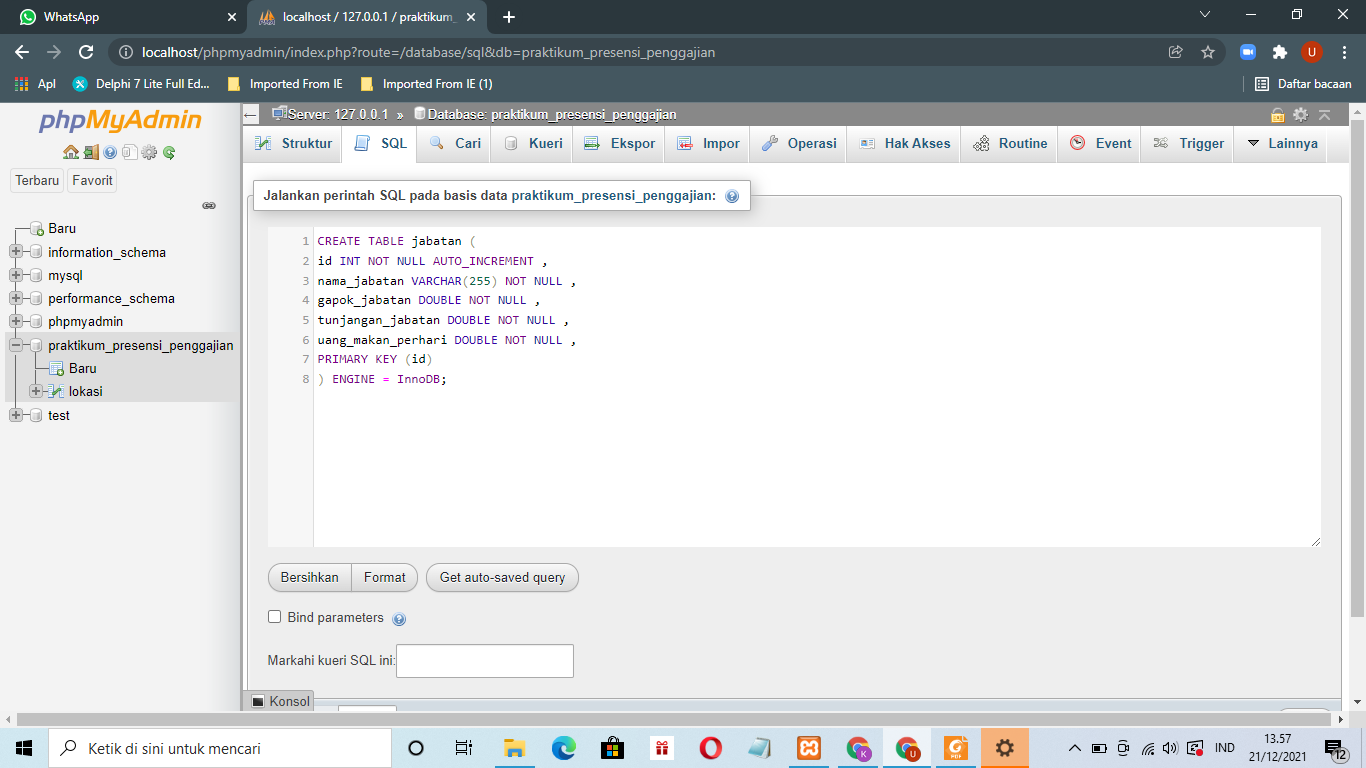 WhatsApp
localhost / 127.0.0.1 / praktikum_
localhost/phpmyadmin/index.php?route=/database/sql&db=praktikum_presensi_penggajian
U
Apl
Delphi 7 Lite Full Ed...
Imported From IE
Imported From IE (1)
Daftar bacaan
phpMyAdmin
Terbaru
Favorit
Baru
information_schema
mysql
performance_schema
phpmyadmin
praktikum_presensi_penggajian
Baru
lokasi
test
Server: 127.0.0.1 » Database: praktikum_presensi_penggajian
Struktur
SQL
Cari
Kueri
Ekspor
Impor
Operasi
Hak Akses
Routine
Event
Trigger
Lainnya
Jalankan perintah SQL pada basis data praktikum_presensi_penggajian:
1 CREATE TABLE jabatan (
2 id INT NOT NULL AUTO_INCREMENT ,
3 nama_jabatan VARCHAR(255) NOT NULL ,
4 gapok_jabatan DOUBLE NOT NULL ,
5 tunjangan_jabatan DOUBLE NOT NULL ,
6 uang_makan_perhari DOUBLE NOT NULL ,
7 PRIMARY KEY (id)
8 ) ENGINE = InnoDB;
Bersihkan
Format
Get auto-saved query
Bind parameters
Markahi kueri SQL ini:
Konsol
Ketik di sini untuk mencari
K
U
PDF
IND
13.57
21/12/2021
12